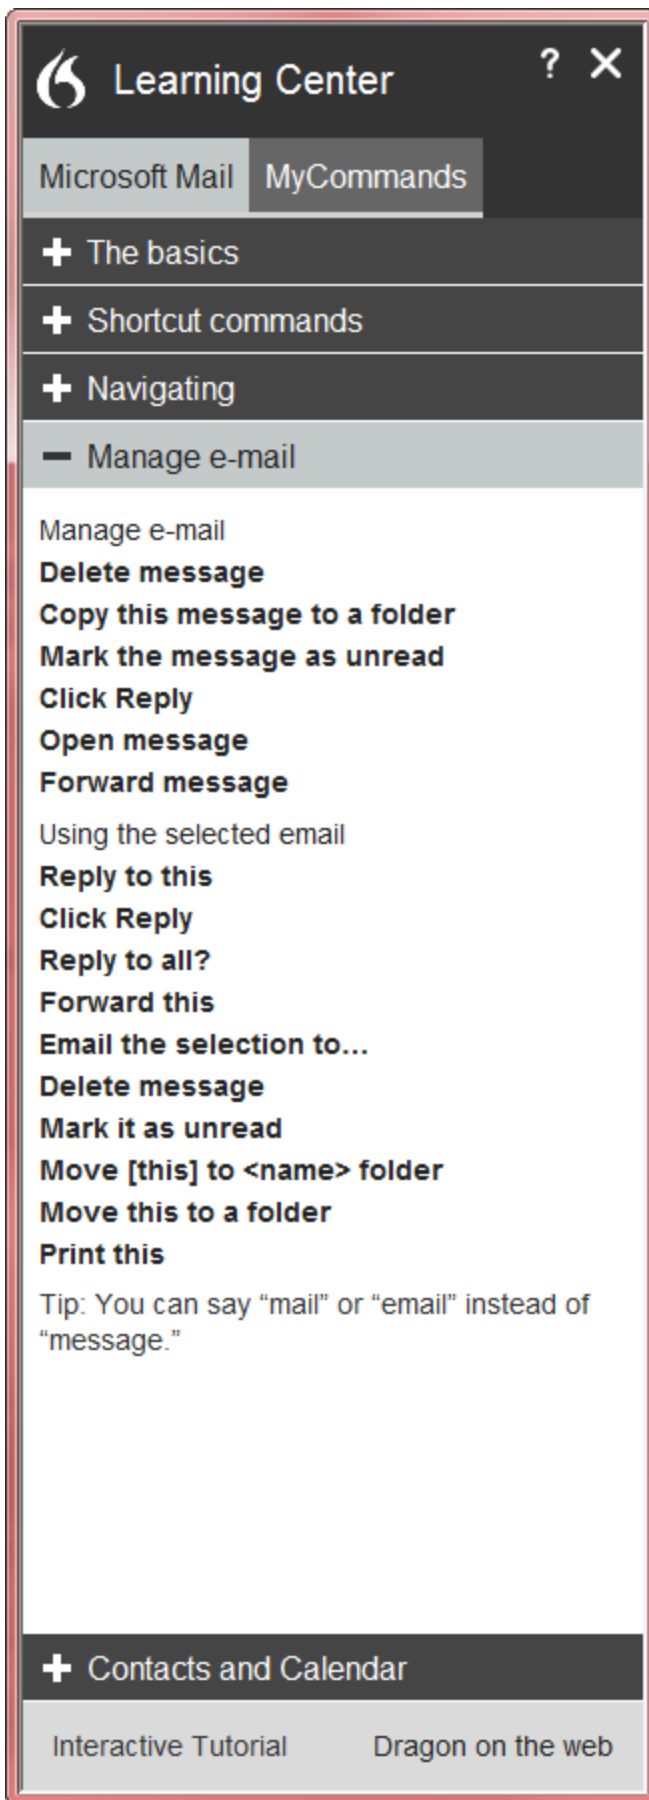 Learning Center
? ×
Microsoft Mail MyCommands
The basics
Shortcut commands
Navigating
Manage e-mail
Manage e-mail
Delete message
Copy this message to a folder
Mark the message as unread
Click Reply
Open message
Forward message
Using the selected email
Reply to this
Click Reply
Reply to all?
Forward this
Email the selection to...
Delete message
Mark it as unread
Move [this] to <name> folder
Move this to a folder
Print this
Tip: You can say “mail” or “email” instead of
“message.”
Contacts and Calendar
Interactive Tutorial Dragon on the web